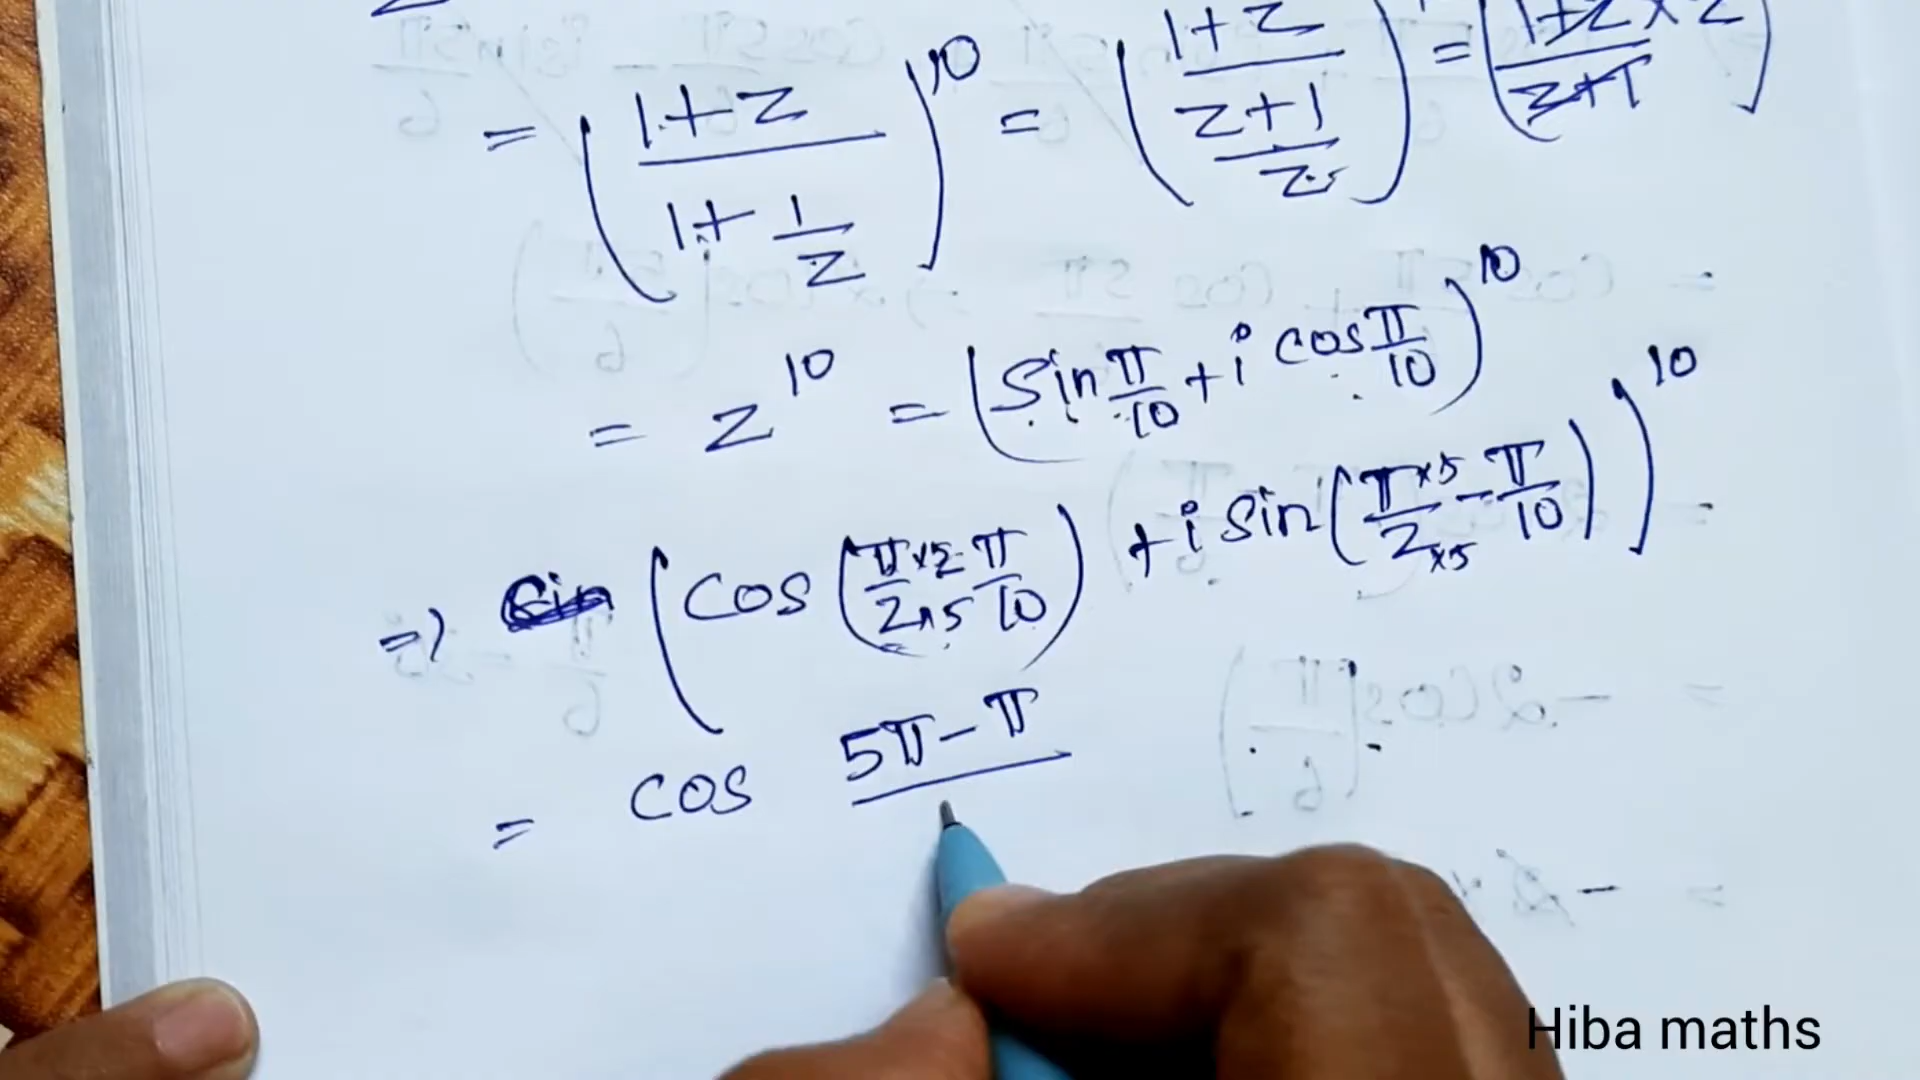 = (1+z / 1+1/z)^10 = (1+z / z+1/z) = (1+z × z / z+1)
= z^10 = (Sin π/10 + i cos π/10)^10
=) (cos (π×2/2×5 - π/10) + i sin (π×5/2×5 - π/10))^10
= cos 5π-π
Hiba maths